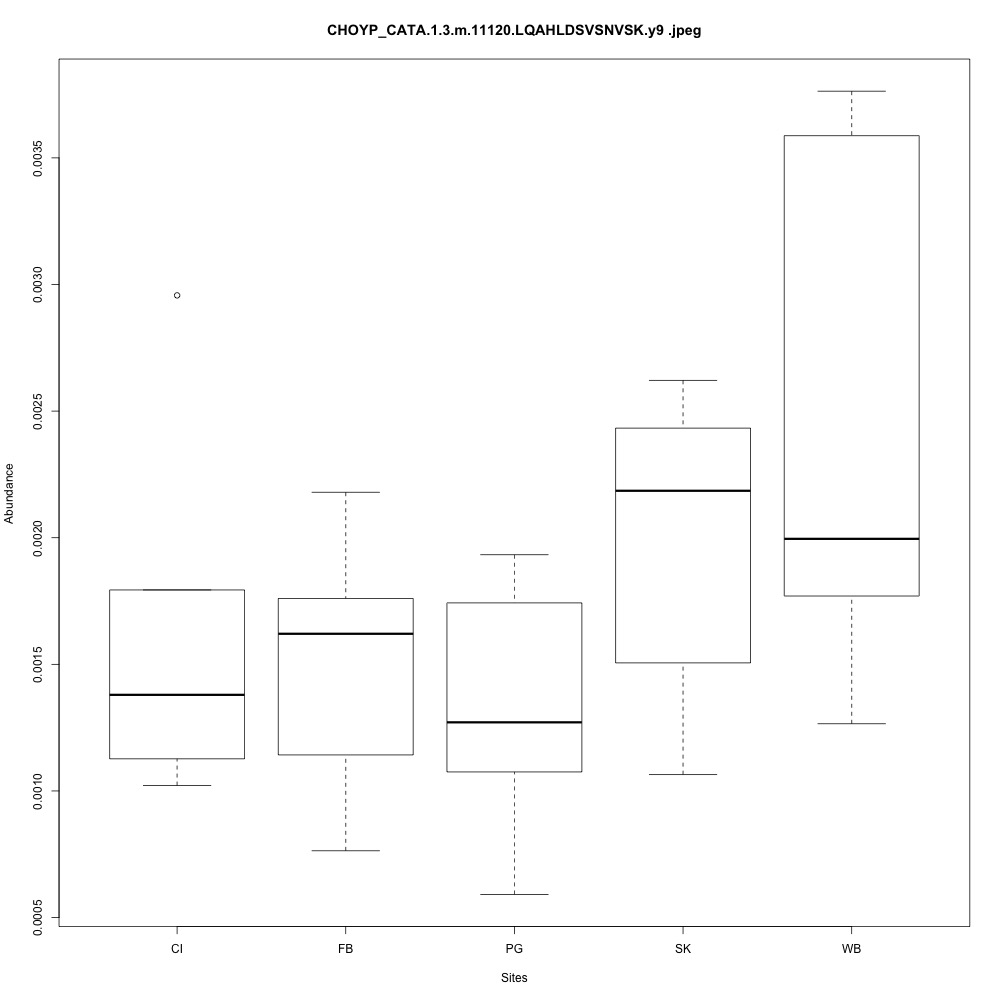 CHOYP_CATA.1.3.m.11120.LQAHLDSVSNVSK.y9 .jpeg
Abundance
0.0035
0.0030
0.0025
0.0020
0.0015
0.0010
0.0005
CI FB PG SK WB
Sites